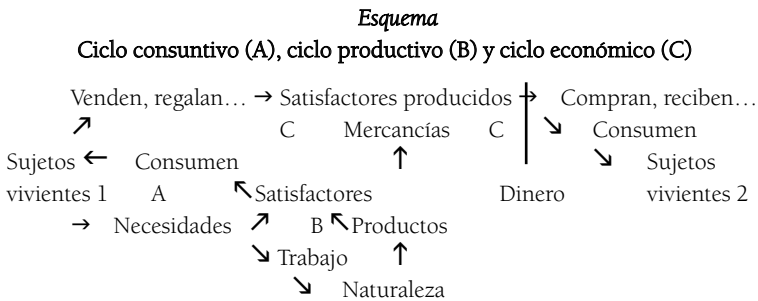 Esquema
Ciclo consuntivo (A), ciclo productivo (B) y ciclo económico (C)
Venden, regalan… → Satisfactores producidos → Compran, reciben…
↗ C Mercancías C ↘ Consumen
Sujetos ← Consumen ↑ ↘ Sujetos
vivientes 1 A ↖ Satisfactores Dinero vivientes 2
→ Necesidades ↗ B ↖ Productos
↘ Trabajo ↑
↘ Naturaleza